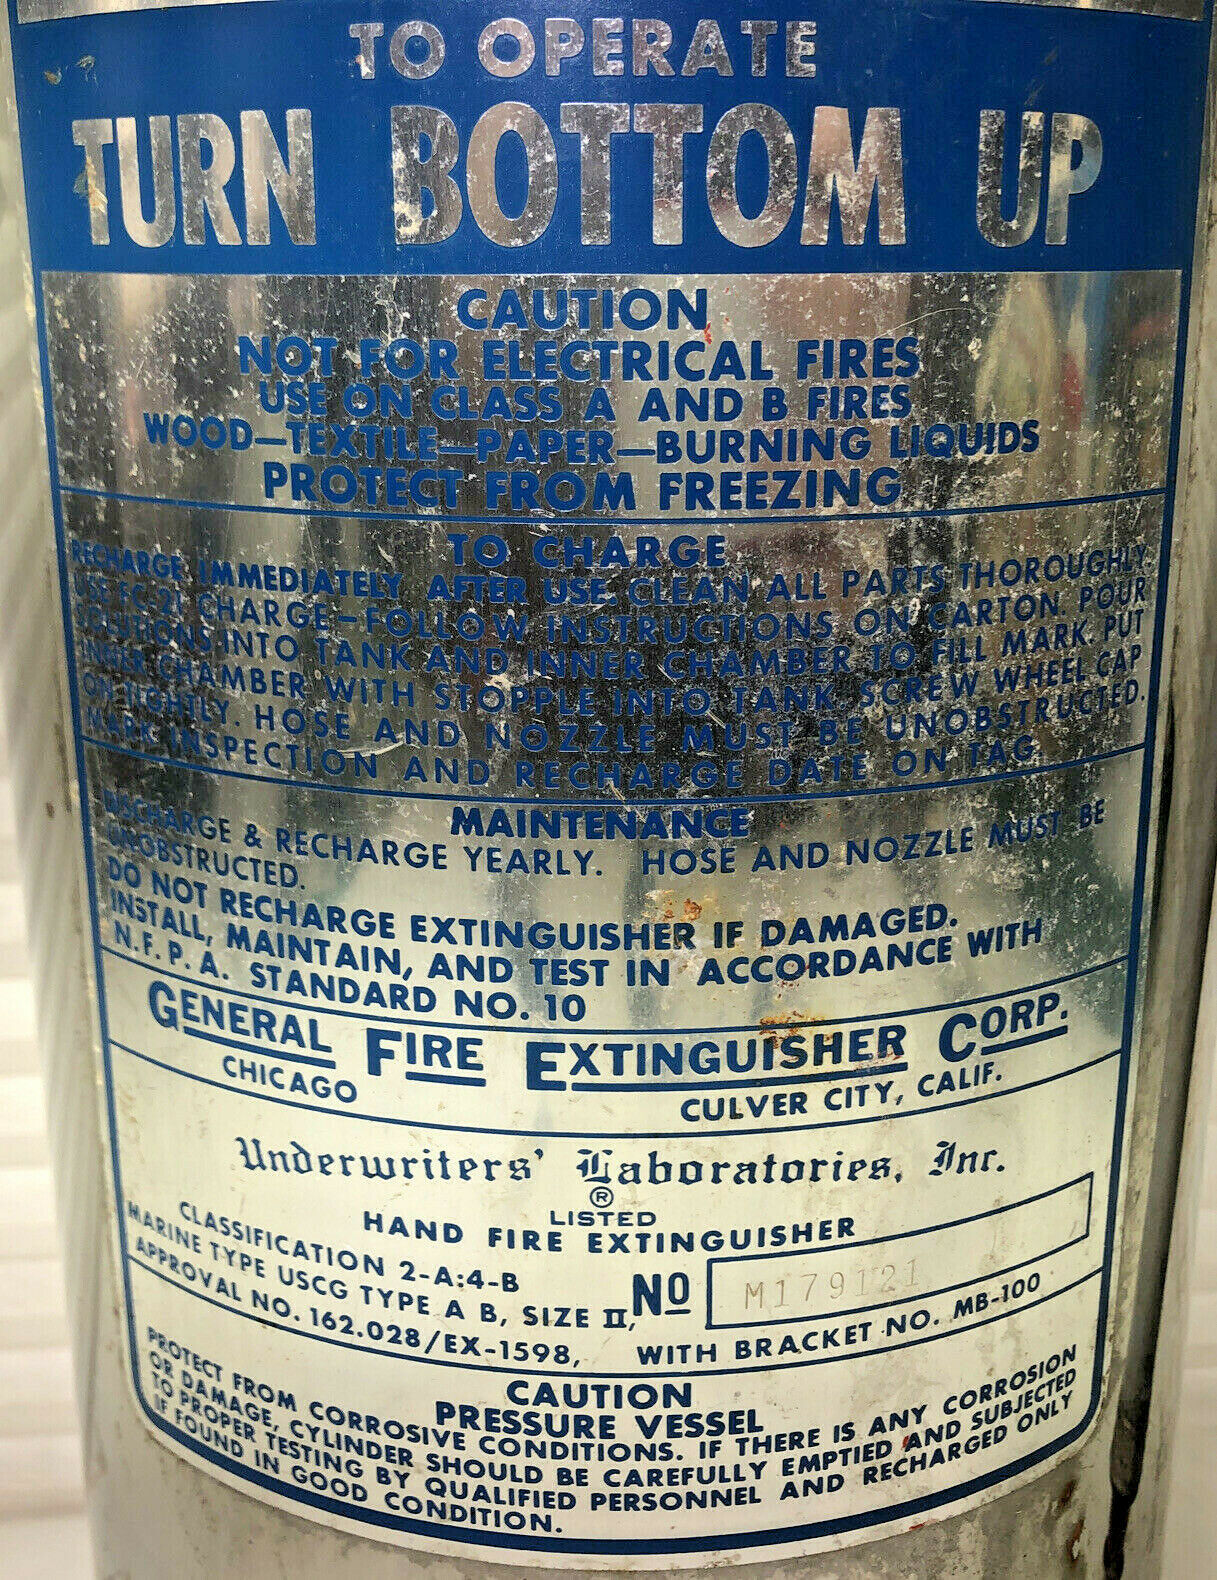 TO OPERATE
TURN BOTTOM UP
CAUTION
NOT FOR ELECTRICAL FIRES
USE ON CLASS A AND B FIRES
WOOD—TEXTILE—PAPER—BURNING LIQUIDS
PROTECT FROM FREEZING
TO CHARGE
RECHARGE IMMEDIATELY AFTER USE. CLEAN ALL PARTS THOROUGHLY.
USE FC-21 CHARGE—FOLLOW INSTRUCTIONS ON CARTON. POUR
SOLUTIONS INTO TANK AND INNER CHAMBER TO FILL MARK. PUT
INNER CHAMBER WITH STOPPLE INTO TANK. SCREW WHEEL CAP
ON TIGHTLY. HOSE AND NOZZLE MUST BE UNOBSTRUCTED.
MARK INSPECTION AND RECHARGE DATE ON TAG.
MAINTENANCE
DISCHARGE & RECHARGE YEARLY. HOSE AND NOZZLE MUST BE
UNOBSTRUCTED.
DO NOT RECHARGE EXTINGUISHER IF DAMAGED.
INSTALL, MAINTAIN, AND TEST IN ACCORDANCE WITH
N.F.P.A. STANDARD NO. 10
GENERAL FIRE EXTINGUISHER CORP.
CHICAGO CULVER CITY, CALIF.
Underwriters' Laboratories, Inc.
®
LISTED
HAND FIRE EXTINGUISHER
CLASSIFICATION 2-A:4-B
MARINE TYPE USCG TYPE A B, SIZE II, NO M179121
APPROVAL NO. 162.028/EX-1598, WITH BRACKET NO. MB-100
CAUTION
PRESSURE VESSEL
PROTECT FROM CORROSIVE CONDITIONS. IF THERE IS ANY CORROSION
OR DAMAGE, CYLINDER SHOULD BE CAREFULLY EMPTIED AND SUBJECTED
TO PROPER TESTING BY QUALIFIED PERSONNEL AND RECHARGED ONLY
IF FOUND IN GOOD CONDITION.